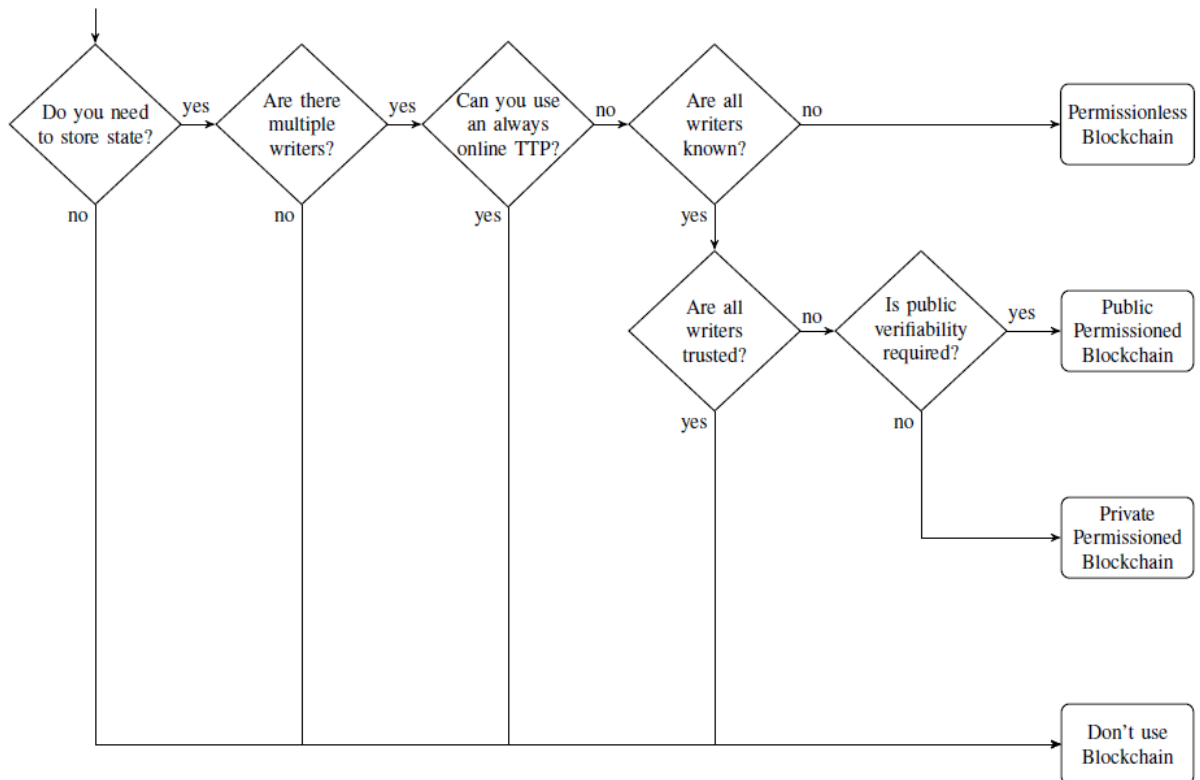 Do you need
to store state?
yes
no
Are there
multiple
writers?
yes
no
Can you use
an always
online TTP?
no
yes
Are all
writers
known?
no
yes
Permissionless
Blockchain
Are all
writers
trusted?
no
yes
Is public
verifiability
required?
yes
no
Public
Permissioned
Blockchain
Private
Permissioned
Blockchain
Don't use
Blockchain